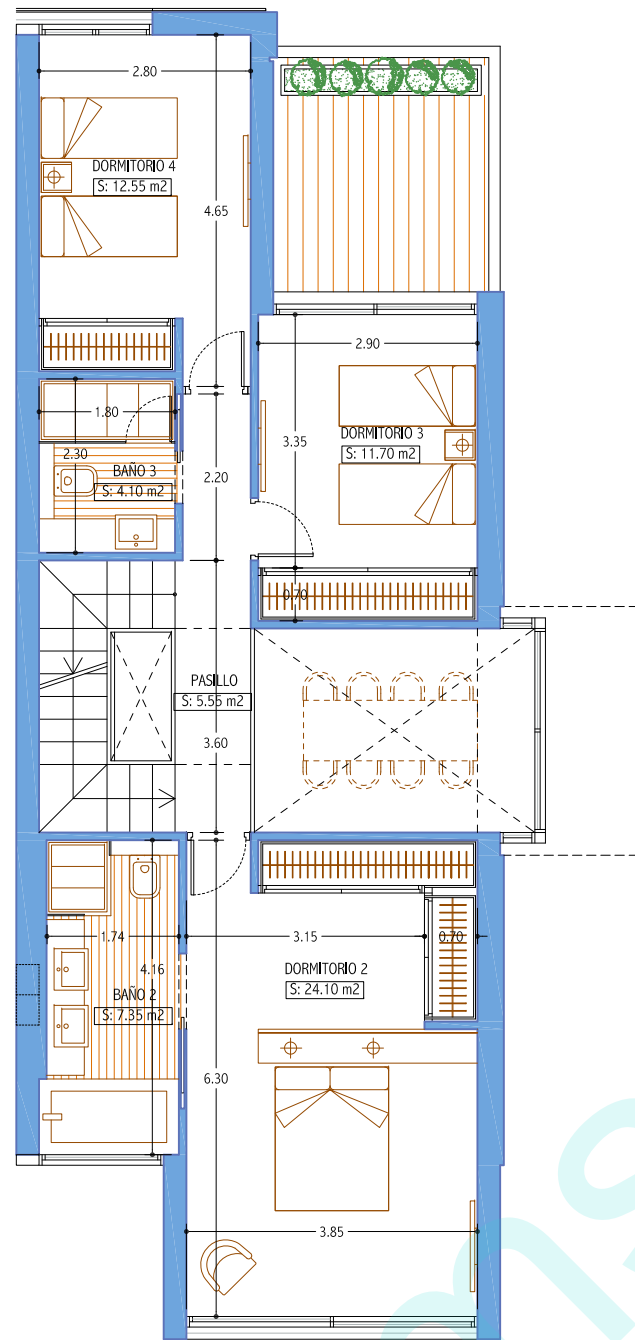 2.80
DORMITORIO 4
S: 12.55 m2
4.65
2.90
1.80
3.35
DORMITORIO 3
S: 11.70 m2
2.30
BAÑO 3
S: 4.10 m2
2.20
0.70
PASILLO
S: 5.55 m2
3.60
1.74
3.15
0.70
4.16
DORMITORIO 2
S: 24.10 m2
BAÑO 2
S: 7.35 m2
6.30
3.85